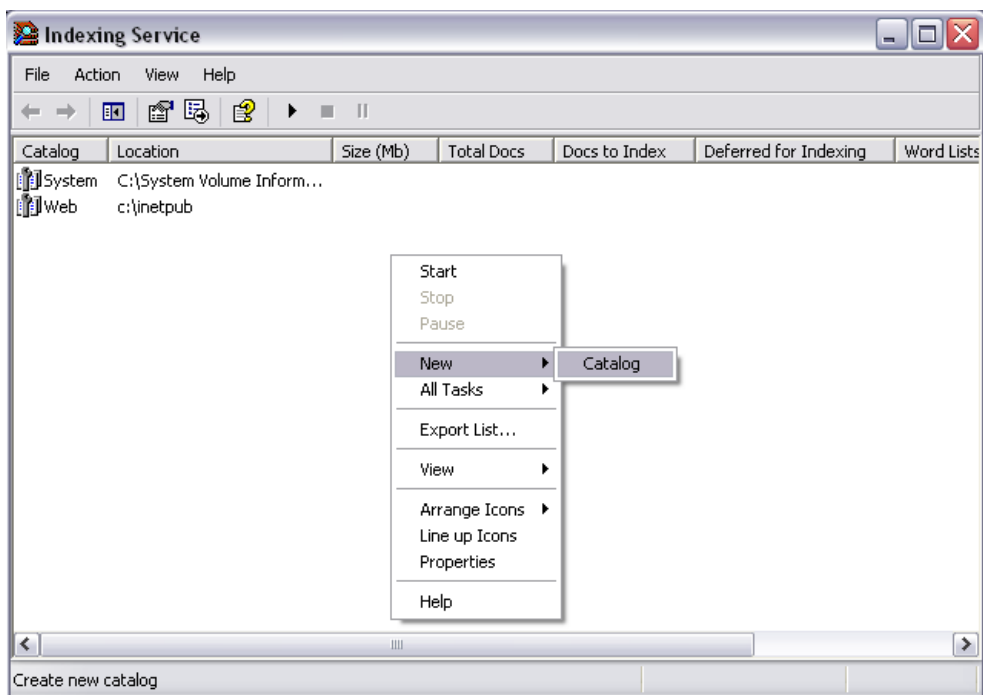 Indexing Service
File Action View Help
Catalog Location Size (Mb) Total Docs Docs to Index Deferred for Indexing Word Lists
System C:\System Volume Inform...
Web c:\inetpub
Start
Stop
Pause
New Catalog
All Tasks
Export List...
View
Arrange Icons
Line up Icons
Properties
Help
Create new catalog